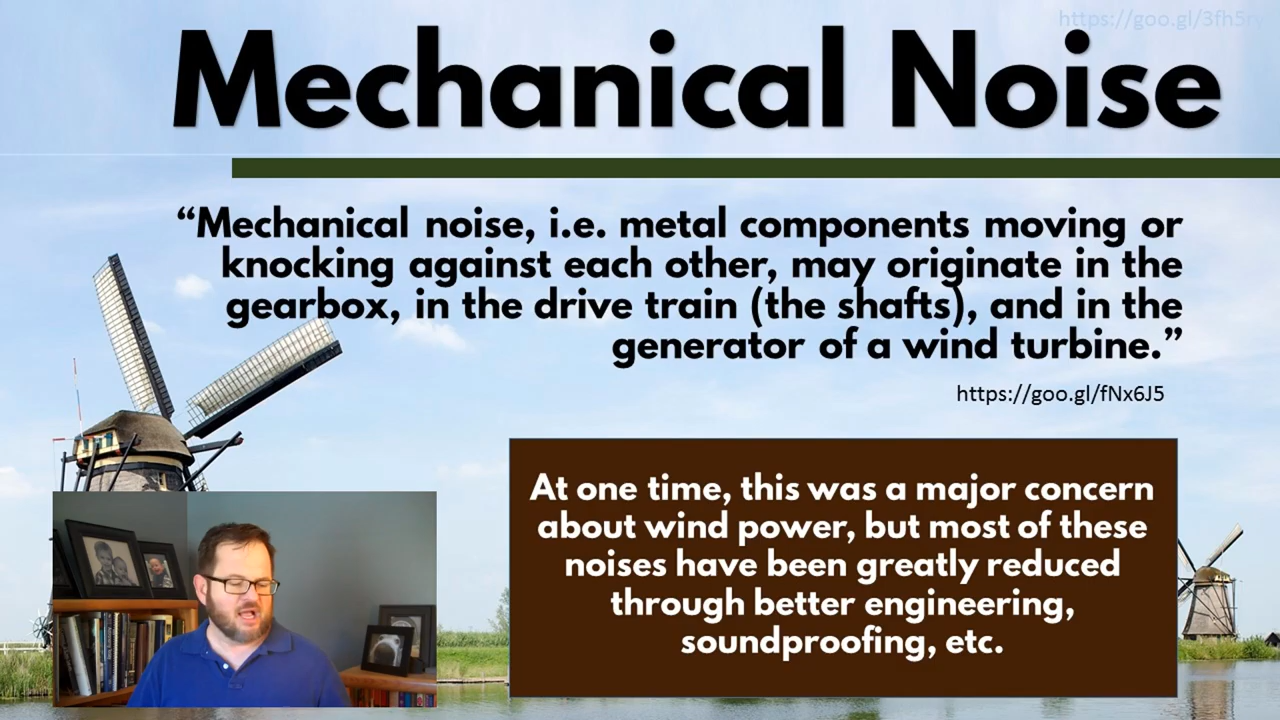 https://goo.gl/3fh5rv
Mechanical Noise
“Mechanical noise, i.e. metal components moving or
knocking against each other, may originate in the
gearbox, in the drive train (the shafts), and in the
generator of a wind turbine.”
https://goo.gl/fNx6J5
At one time, this was a major concern
about wind power, but most of these
noises have been greatly reduced
through better engineering,
soundproofing, etc.